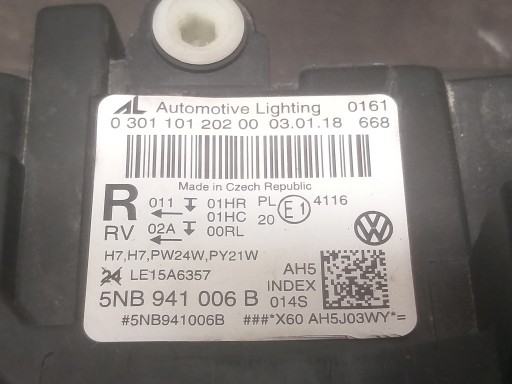 AL Automotive Lighting 0161
0 301 101 202 00 03.01.18 668
Made in Czech Republic
R 011 01HR PL E1 4116
01HC 20
RV 02A 00RL
H7,H7,PW24W,PY21W
24 LE15A6357 AH5
INDEX
5NB 941 006 B 014S
#5NB941006B ###*X60 AH5J03WY*=